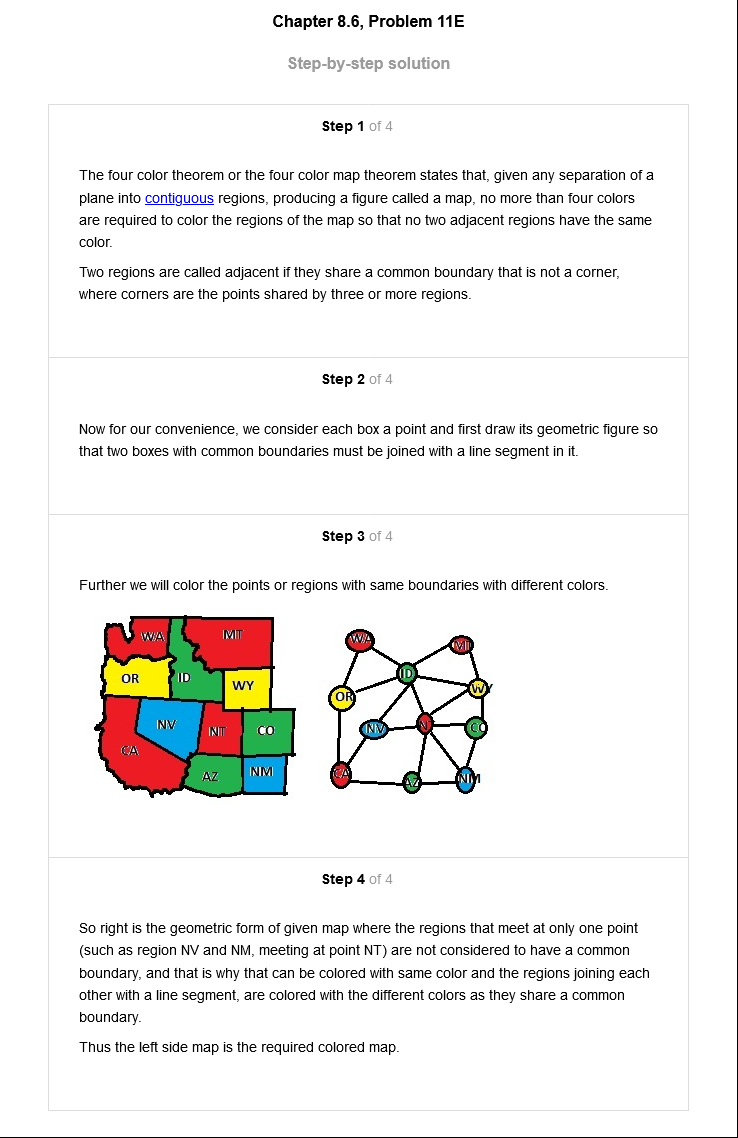 Chapter 8.6, Problem 11E
Step-by-step solution
Step 1 of 4
The four color theorem or the four color map theorem states that, given any separation of a
plane into contiguous regions, producing a figure called a map, no more than four colors
are required to color the regions of the map so that no two adjacent regions have the same
color.
Two regions are called adjacent if they share a common boundary that is not a corner,
where corners are the points shared by three or more regions.
Step 2 of 4
Now for our convenience, we consider each box a point and first draw its geometric figure so
that two boxes with common boundaries must be joined with a line segment in it.
Step 3 of 4
Further we will color the points or regions with same boundaries with different colors.
WA MT
OR ID WY
NV NT CO
CA AZ NM
WA MT
ID
OR WY
NV NT CO
CA AZ NM
Step 4 of 4
So right is the geometric form of given map where the regions that meet at only one point
(such as region NV and NM, meeting at point NT) are not considered to have a common
boundary, and that is why that can be colored with same color and the regions joining each
other with a line segment, are colored with the different colors as they share a common
boundary.
Thus the left side map is the required colored map.